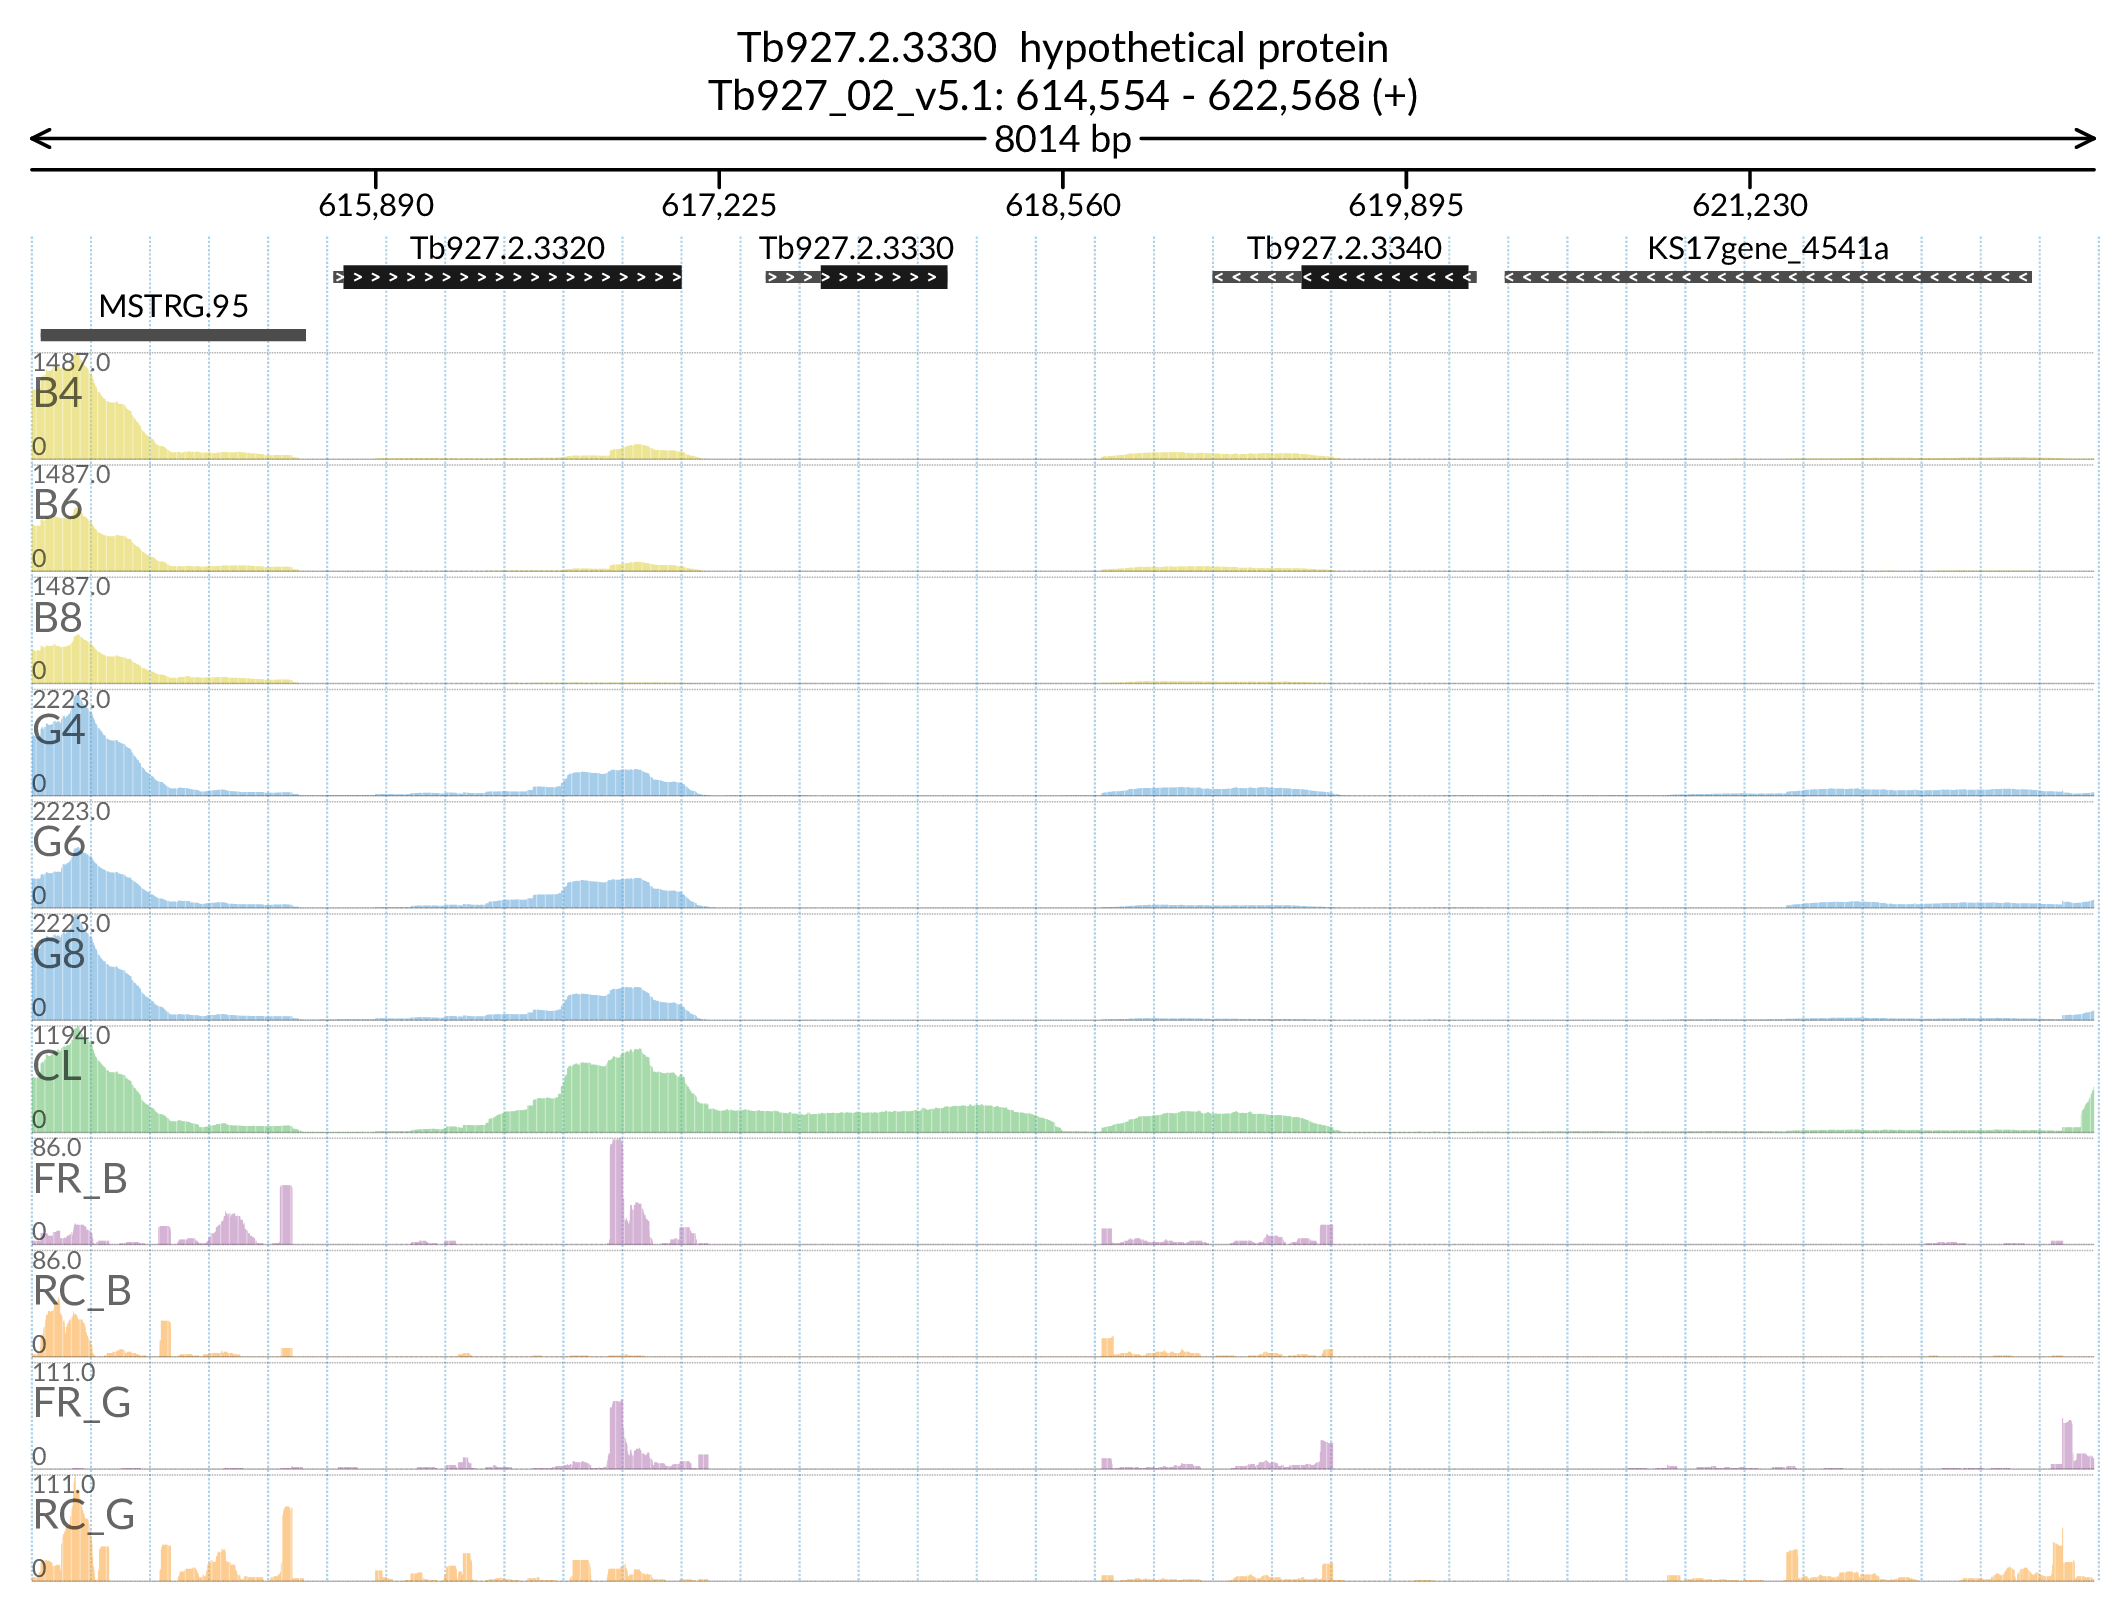 Tb927.2.3330  hypothetical protein
Tb927_02_v5.1: 614,554 - 622,568 (+)
8014 bp
615,890 617,225 618,560 619,895 621,230
Tb927.2.3320 Tb927.2.3330 Tb927.2.3340 KS17gene_4541a
MSTRG.95
1487.0
B4
0
1487.0
B6
0
1487.0
B8
0
2223.0
G4
0
2223.0
G6
0
2223.0
G8
0
1194.0
CL
0
86.0
FR_B
0
86.0
RC_B
0
111.0
FR_G
0
111.0
RC_G
0